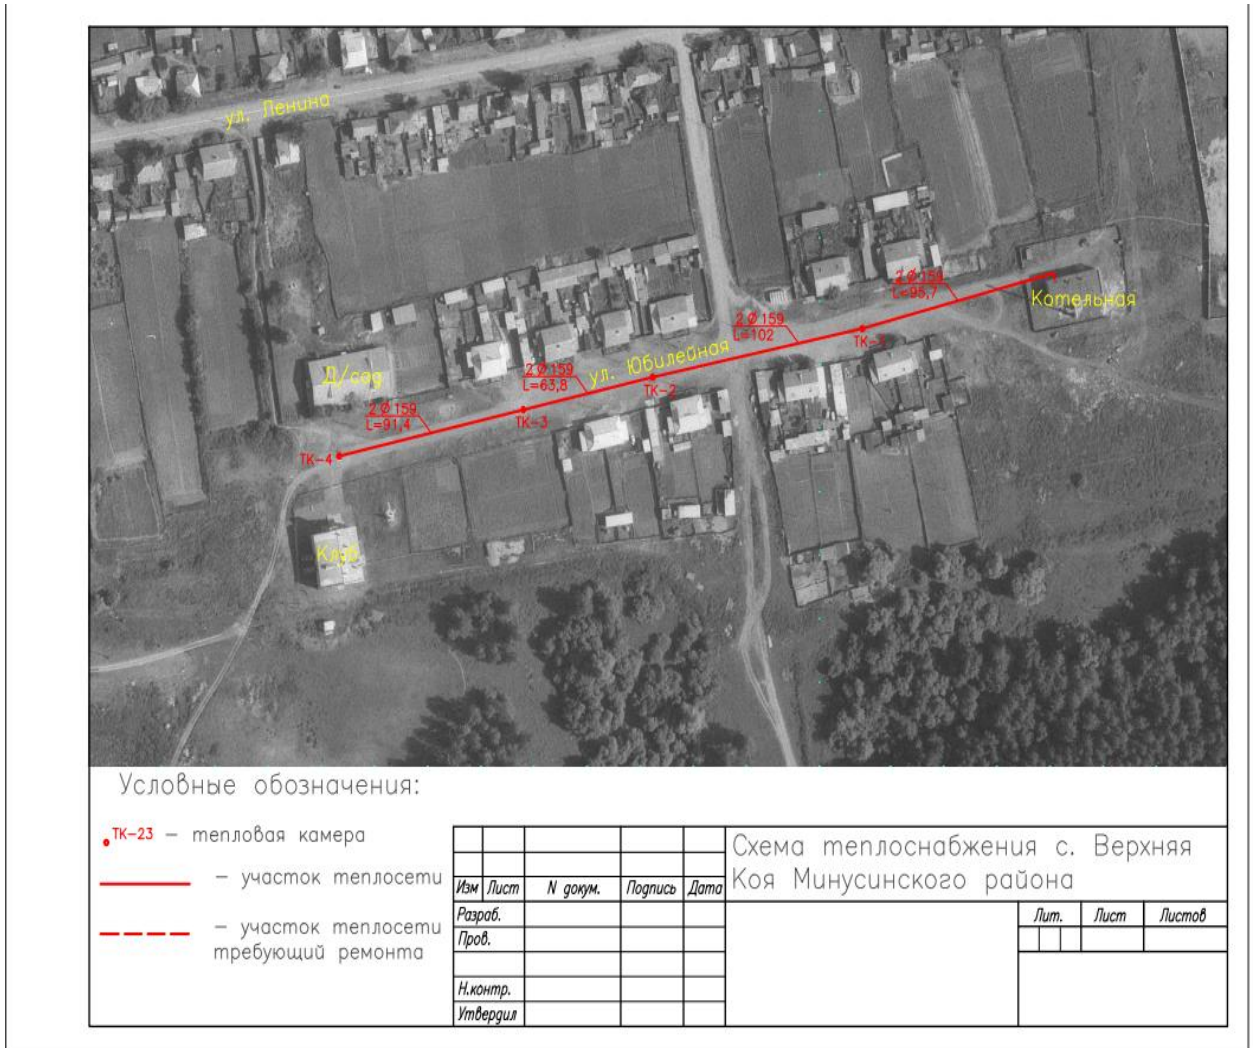 ул. Ленина
2 Ø 159
L=95,7
Котельная
2 Ø 159
L=102
ТК-1
ул. Юбилейная
Д/сад
2 Ø 159
L=63,8
ТК-2
2 Ø 159
L=91,4
ТК-3
ТК-4
Клуб
Условные обозначения:
ТК-23 – тепловая камера
– участок теплосети
– участок теплосети
требующий ремонта
Схема теплоснабжения с. Верхняя
Коя Минусинского района
Изм Лист N докум. Подпись Дата
Разраб.
Пров.
Н.контр.
Утвердил
Лит. Лист Листов